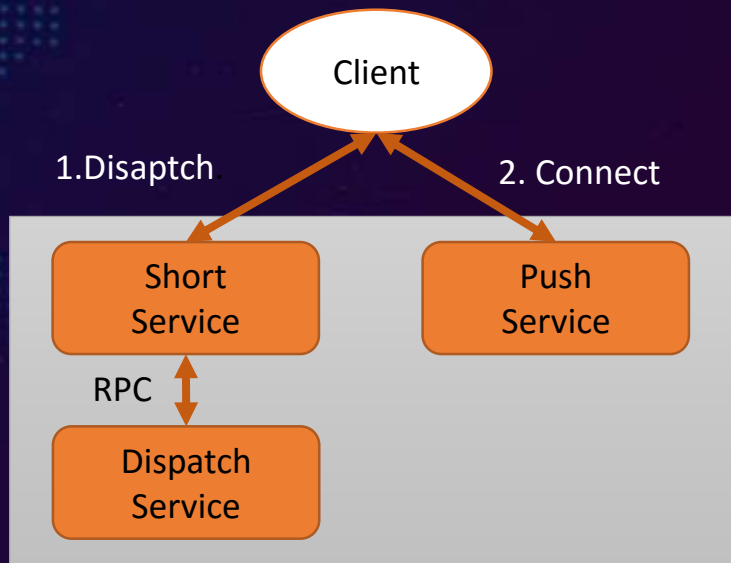 Client
1.Disaptch
2. Connect
Short
Service
Push
Service
RPC
Dispatch
Service